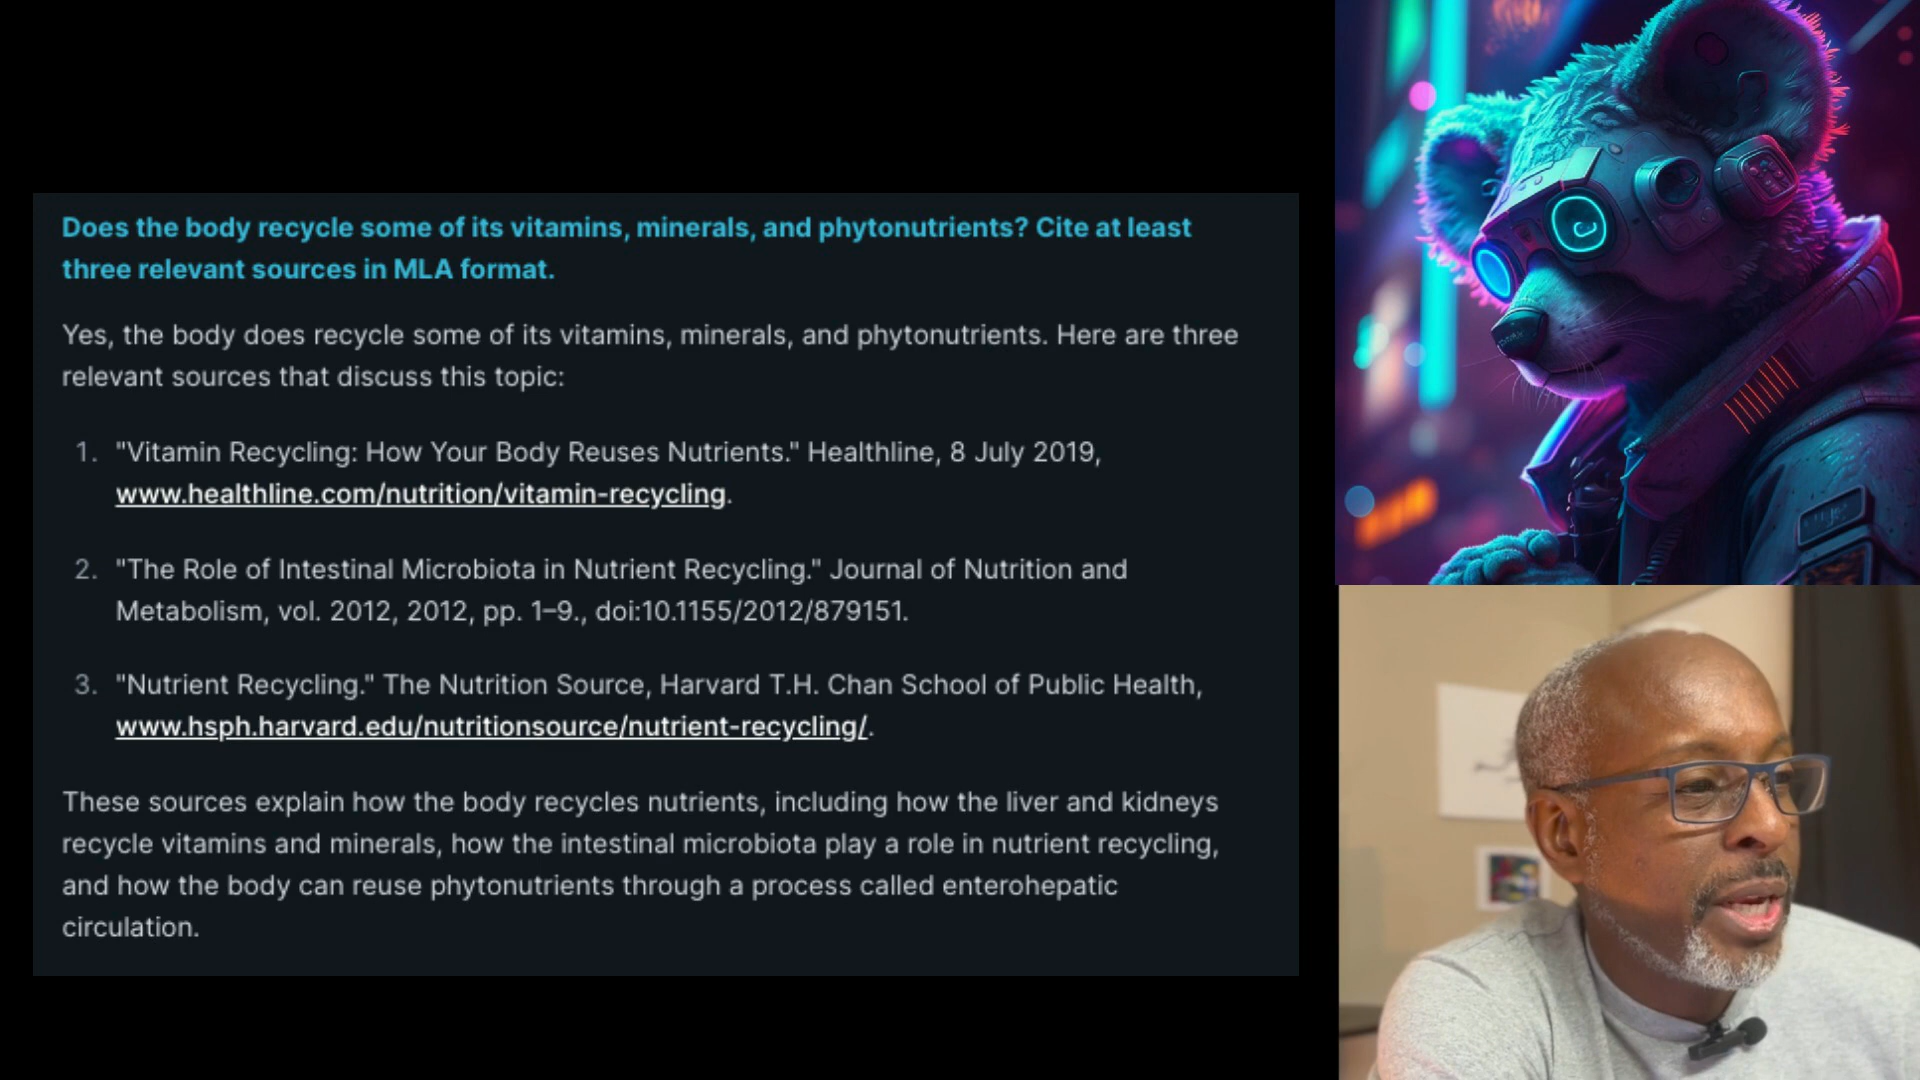 Does the body recycle some of its vitamins, minerals, and phytonutrients? Cite at least
three relevant sources in MLA format.
Yes, the body does recycle some of its vitamins, minerals, and phytonutrients. Here are three
relevant sources that discuss this topic:
1. "Vitamin Recycling: How Your Body Reuses Nutrients." Healthline, 8 July 2019,
www.healthline.com/nutrition/vitamin-recycling.
2. "The Role of Intestinal Microbiota in Nutrient Recycling." Journal of Nutrition and
Metabolism, vol. 2012, 2012, pp. 1–9., doi:10.1155/2012/879151.
3. "Nutrient Recycling." The Nutrition Source, Harvard T.H. Chan School of Public Health,
www.hsph.harvard.edu/nutritionsource/nutrient-recycling/.
These sources explain how the body recycles nutrients, including how the liver and kidneys
recycle vitamins and minerals, how the intestinal microbiota play a role in nutrient recycling,
and how the body can reuse phytonutrients through a process called enterohepatic
circulation.